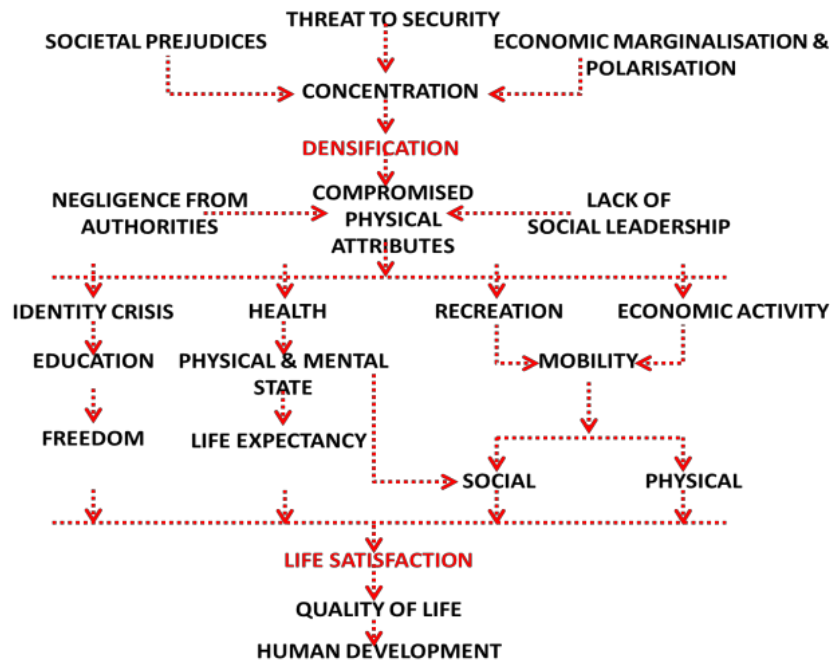 THREAT TO SECURITY
SOCIETAL PREJUDICES
ECONOMIC MARGINALISATION &
POLARISATION
CONCENTRATION
DENSIFICATION
NEGLIGENCE FROM
AUTHORITIES
COMPROMISED
PHYSICAL
ATTRIBUTES
LACK OF
SOCIAL LEADERSHIP
IDENTITY CRISIS
HEALTH
RECREATION
ECONOMIC ACTIVITY
EDUCATION
PHYSICAL & MENTAL
STATE
MOBILITY
FREEDOM
LIFE EXPECTANCY
SOCIAL
PHYSICAL
LIFE SATISFACTION
QUALITY OF LIFE
HUMAN DEVELOPMENT